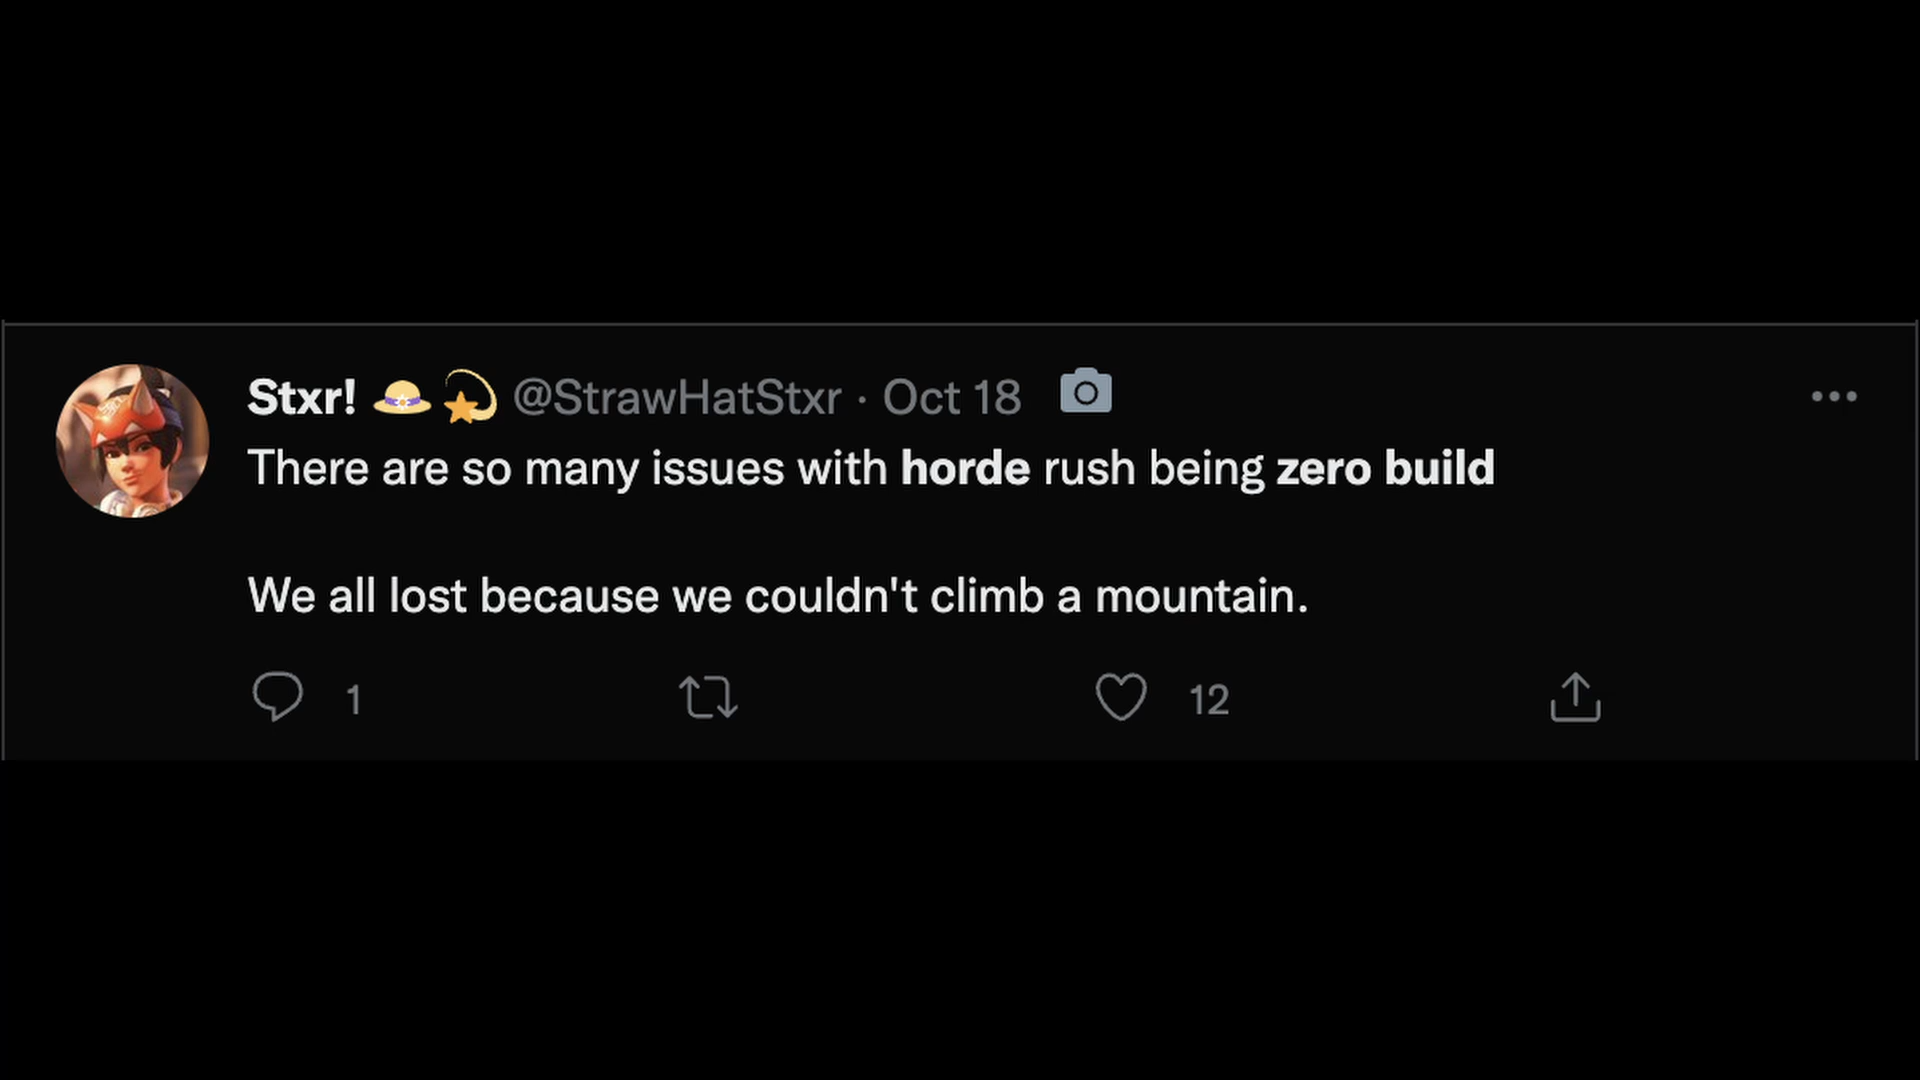 Stxr! 👒💫 @StrawHatStxr · Oct 18
There are so many issues with horde rush being zero build
We all lost because we couldn't climb a mountain.
1 12